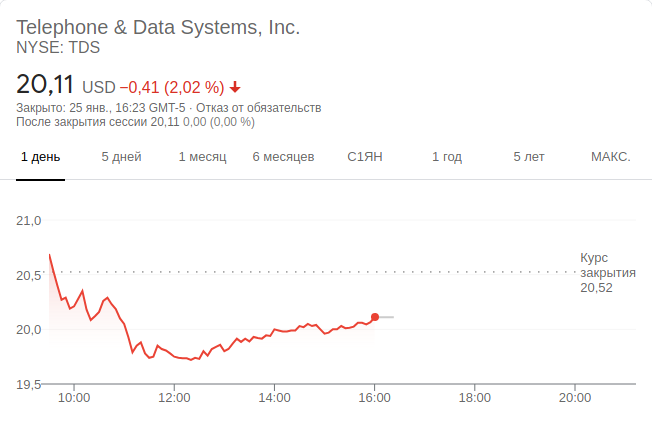 Telephone & Data Systems, Inc.
NYSE: TDS
20,11 USD −0,41 (2,02 %)
Закрыто: 25 янв., 16:23 GMT-5 · Отказ от обязательств
После закрытия сессии 20,11 0,00 (0,00 %)
1 день 5 дней 1 месяц 6 месяцев С1ЯН 1 год 5 лет МАКС.
21,0
20,5
20,0
19,5
Курс
закрытия
20,52
10:00 12:00 14:00 16:00 18:00 20:00